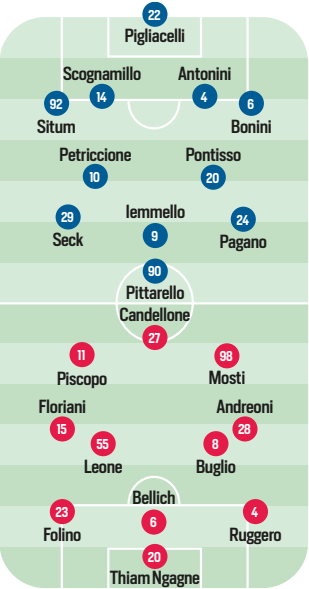 22
Pigliacelli
Scognamillo Antonini
92 14 4 6
Situm Bonini
Petriccione Pontisso
10 20
29 Iemmello 24
Seck 9 Pagano
90
Pittarello
Candellone
27
11 98
Piscopo Mosti
Floriani Andreoni
15 55 8 28
Leone Buglio
Bellich
23 6 4
Folino Ruggero
20
Thiam Ngagne